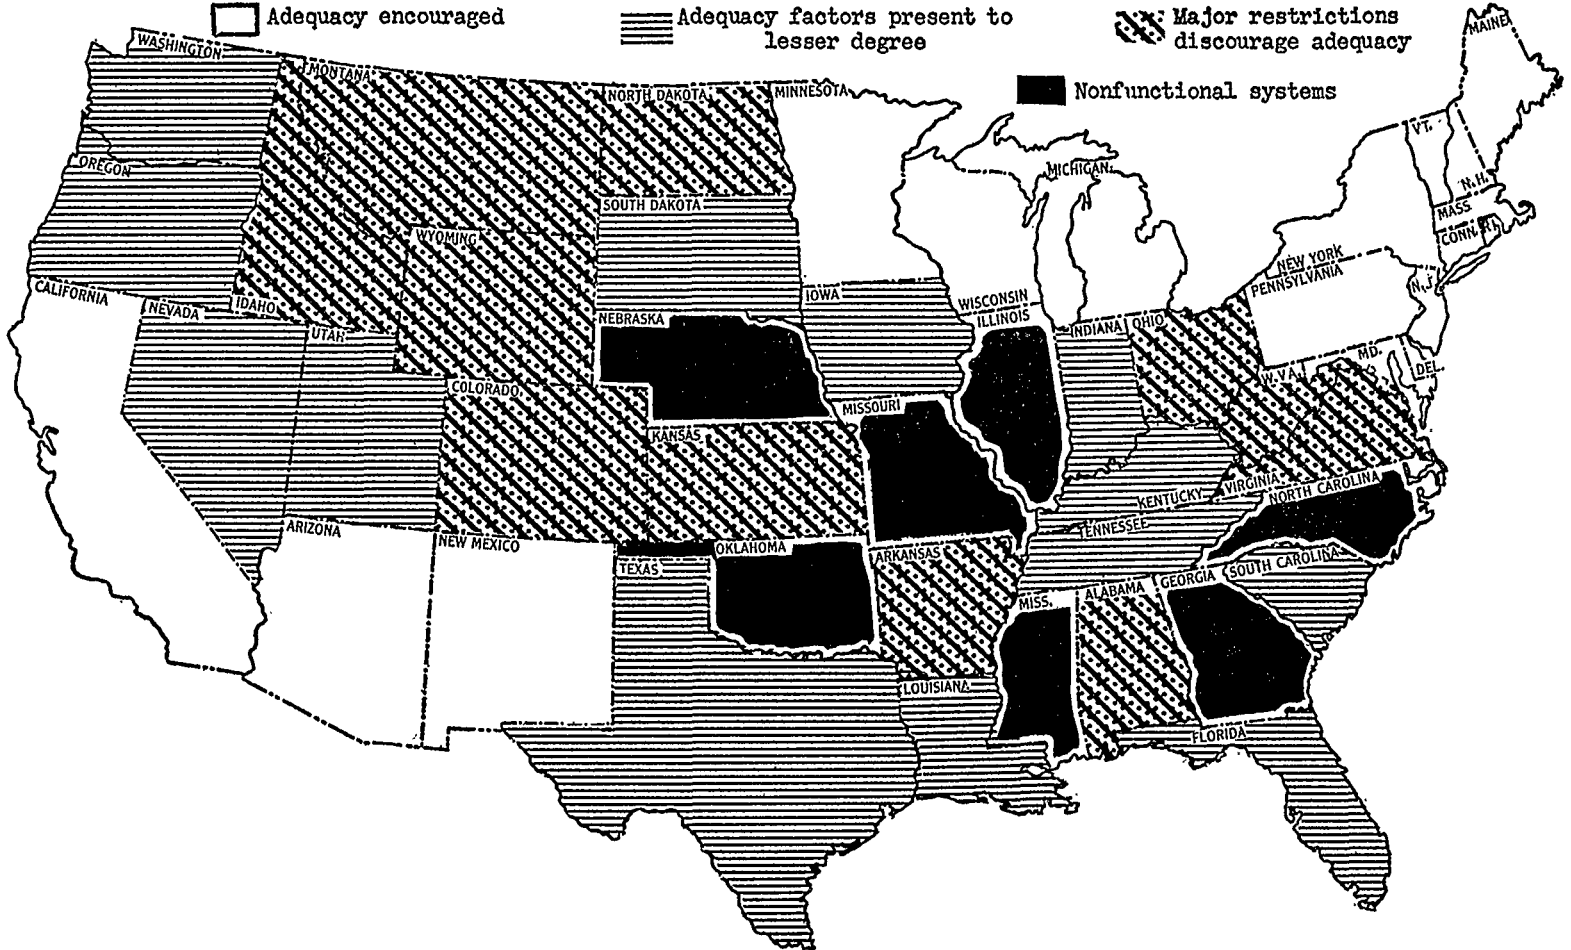 Adequacy encouraged
Adequacy factors present to
lesser degree
Major restrictions
discourage adequacy
Nonfunctional systems
WASHINGTON
MONTANA
NORTH DAKOTA
MINNESOTA
MAINE
VT.
OREGON
MICHIGAN
N.H.
SOUTH DAKOTA
MASS.
WYOMING
CONN.
R.I.
NEW YORK
PENNSYLVANIA
N.J.
CALIFORNIA
NEVADA
IDAHO
IOWA
WISCONSIN
NEBRASKA
ILLINOIS
INDIANA
OHIO
UTAH
MD.
DEL.
W.VA.
COLORADO
MISSOURI
KANSAS
KENTUCKY
VIRGINIA
NORTH CAROLINA
ARIZONA
NEW MEXICO
TENNESSEE
OKLAHOMA
ARKANSAS
TEXAS
SOUTH CAROLINA
MISS.
ALABAMA
GEORGIA
LOUISIANA
FLORIDA